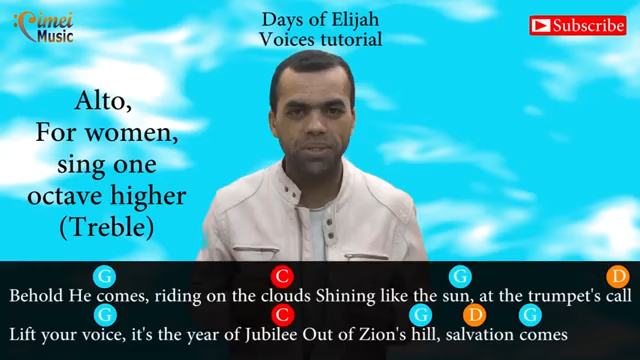 Cimei
Music
Days of Elijah
Voices tutorial
Subscribe
Alto,
For women,
sing one
octave higher
(Treble)
G C G D
Behold He comes, riding on the clouds Shining like the sun, at the trumpet's call
G C G D G
Lift your voice, it's the year of Jubilee Out of Zion's hill, salvation comes